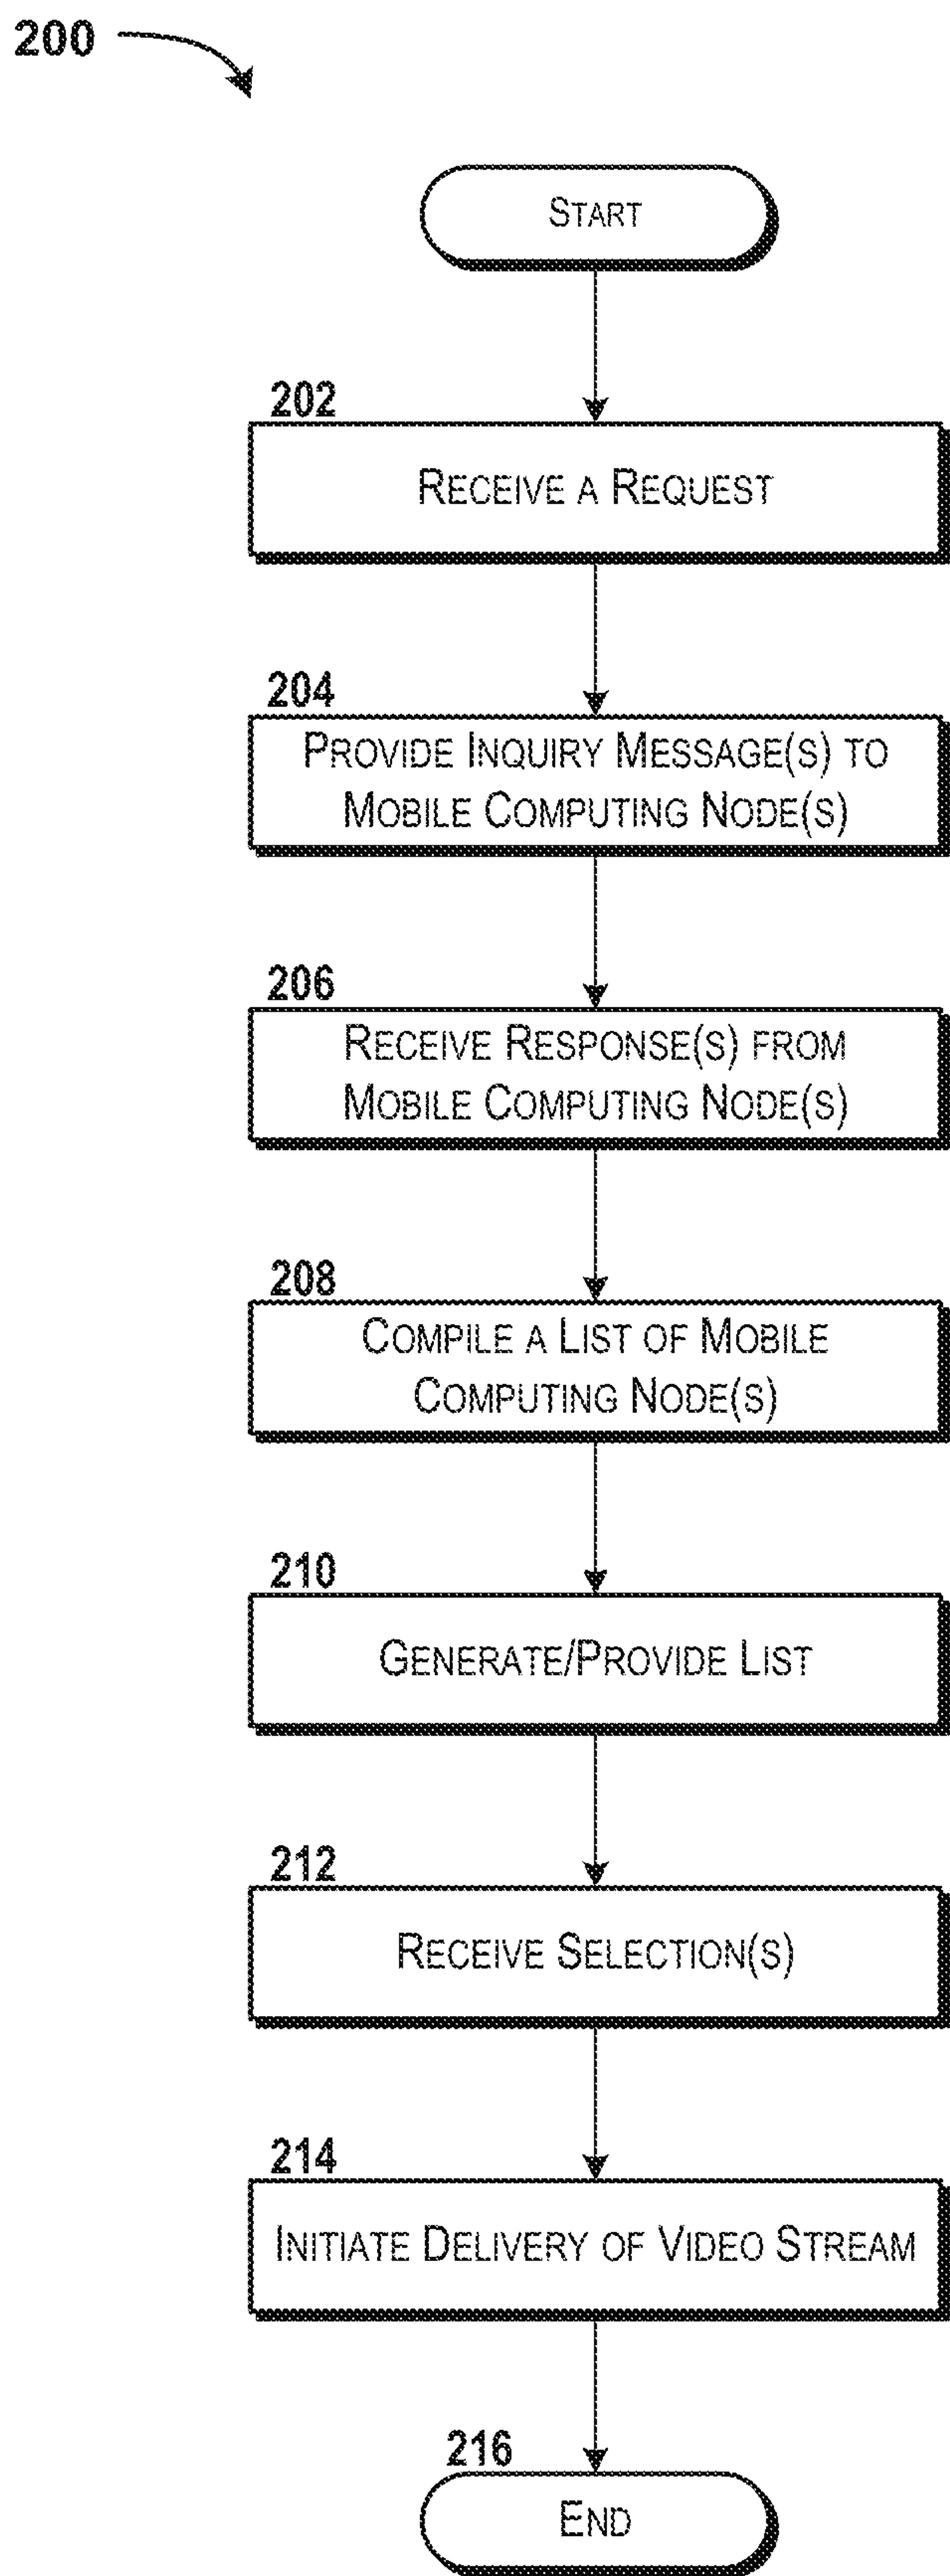 200
START
202
RECEIVE A REQUEST
204
PROVIDE INQUIRY MESSAGE(S) TO
MOBILE COMPUTING NODE(S)
206
RECEIVE RESPONSE(S) FROM
MOBILE COMPUTING NODE(S)
208
COMPILE A LIST OF MOBILE
COMPUTING NODE(S)
210
GENERATE/PROVIDE LIST
212
RECEIVE SELECTION(S)
214
INITIATE DELIVERY OF VIDEO STREAM
216
END